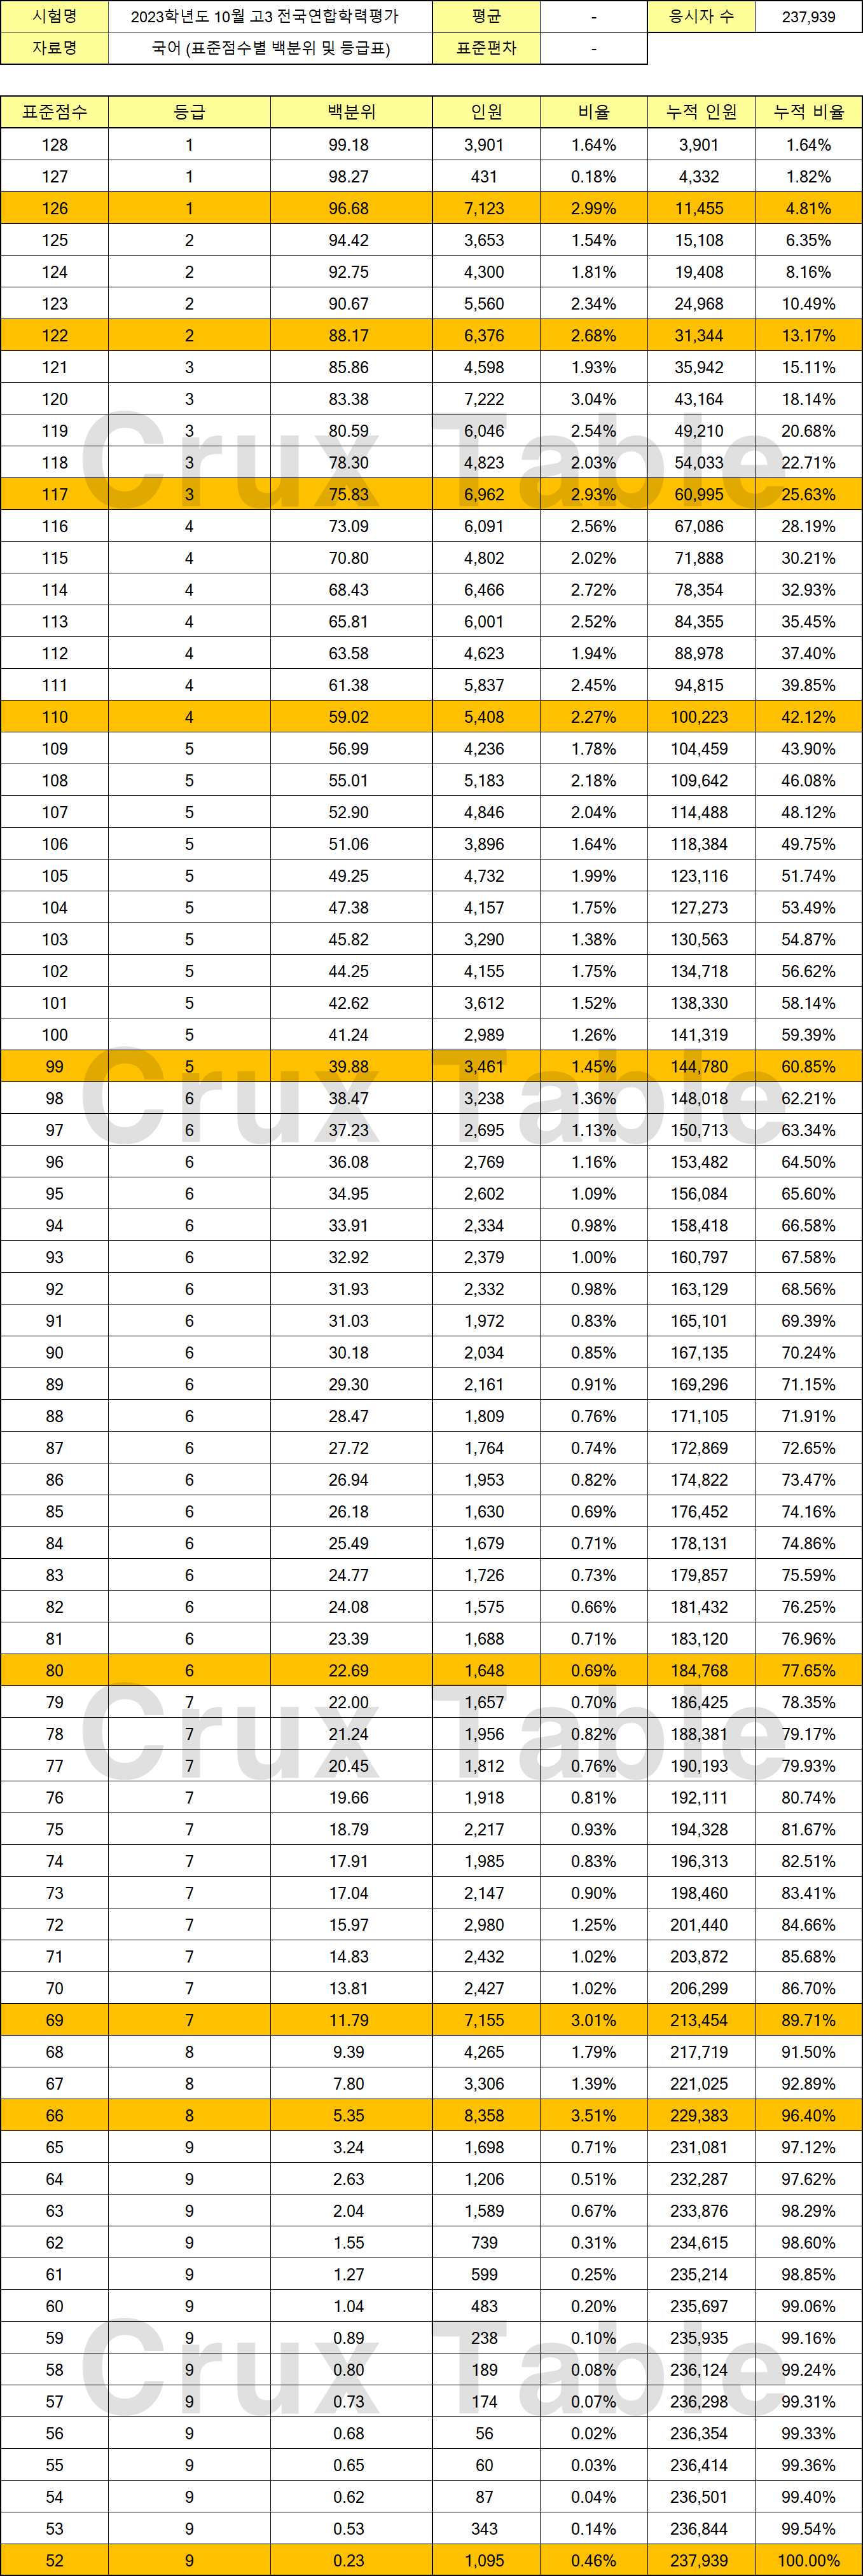 시험명 2023학년도 10월 고3 전국연합학력평가 평균 - 응시자 수 237,939
자료명 국어 (표준점수별 백분위 및 등급표) 표준편차 -
표준점수 등급 백분위 인원 비율 누적 인원 누적 비율
128 1 99.18 3,901 1.64% 3,901 1.64%
127 1 98.27 431 0.18% 4,332 1.82%
126 1 96.68 7,123 2.99% 11,455 4.81%
125 2 94.42 3,653 1.54% 15,108 6.35%
124 2 92.75 4,300 1.81% 19,408 8.16%
123 2 90.67 5,560 2.34% 24,968 10.49%
122 2 88.17 6,376 2.68% 31,344 13.17%
121 3 85.86 4,598 1.93% 35,942 15.11%
120 3 83.38 7,222 3.04% 43,164 18.14%
119 3 80.59 6,046 2.54% 49,210 20.68%
118 3 78.30 4,823 2.03% 54,033 22.71%
Crux Table
117 3 75.83 6,962 2.93% 60,995 25.63%
116 4 73.09 6,091 2.56% 67,086 28.19%
115 4 70.80 4,802 2.02% 71,888 30.21%
114 4 68.43 6,466 2.72% 78,354 32.93%
113 4 65.81 6,001 2.52% 84,355 35.45%
112 4 63.58 4,623 1.94% 88,978 37.40%
111 4 61.38 5,837 2.45% 94,815 39.85%
110 4 59.02 5,408 2.27% 100,223 42.12%
109 5 56.99 4,236 1.78% 104,459 43.90%
108 5 55.01 5,183 2.18% 109,642 46.08%
107 5 52.90 4,846 2.04% 114,488 48.12%
106 5 51.06 3,896 1.64% 118,384 49.75%
105 5 49.25 4,732 1.99% 123,116 51.74%
104 5 47.38 4,157 1.75% 127,273 53.49%
103 5 45.82 3,290 1.38% 130,563 54.87%
102 5 44.25 4,155 1.75% 134,718 56.62%
101 5 42.62 3,612 1.52% 138,330 58.14%
100 5 41.24 2,989 1.26% 141,319 59.39%
99 5 39.88 3,461 1.45% 144,780 60.85%
Crux Table
98 6 38.47 3,238 1.36% 148,018 62.21%
97 6 37.23 2,695 1.13% 150,713 63.34%
96 6 36.08 2,769 1.16% 153,482 64.50%
95 6 34.95 2,602 1.09% 156,084 65.60%
94 6 33.91 2,334 0.98% 158,418 66.58%
93 6 32.92 2,379 1.00% 160,797 67.58%
92 6 31.93 2,332 0.98% 163,129 68.56%
91 6 31.03 1,972 0.83% 165,101 69.39%
90 6 30.18 2,034 0.85% 167,135 70.24%
89 6 29.30 2,161 0.91% 169,296 71.15%
88 6 28.47 1,809 0.76% 171,105 71.91%
87 6 27.72 1,764 0.74% 172,869 72.65%
86 6 26.94 1,953 0.82% 174,822 73.47%
85 6 26.18 1,630 0.69% 176,452 74.16%
84 6 25.49 1,679 0.71% 178,131 74.86%
83 6 24.77 1,726 0.73% 179,857 75.59%
82 6 24.08 1,575 0.66% 181,432 76.25%
81 6 23.39 1,688 0.71% 183,120 76.96%
80 6 22.69 1,648 0.69% 184,768 77.65%
79 7 22.00 1,657 0.70% 186,425 78.35%
Crux Table
78 7 21.24 1,956 0.82% 188,381 79.17%
77 7 20.45 1,812 0.76% 190,193 79.93%
76 7 19.66 1,918 0.81% 192,111 80.74%
75 7 18.79 2,217 0.93% 194,328 81.67%
74 7 17.91 1,985 0.83% 196,313 82.51%
73 7 17.04 2,147 0.90% 198,460 83.41%
72 7 15.97 2,980 1.25% 201,440 84.66%
71 7 14.83 2,432 1.02% 203,872 85.68%
70 7 13.81 2,427 1.02% 206,299 86.70%
69 7 11.79 7,155 3.01% 213,454 89.71%
68 8 9.39 4,265 1.79% 217,719 91.50%
67 8 7.80 3,306 1.39% 221,025 92.89%
66 8 5.35 8,358 3.51% 229,383 96.40%
65 9 3.24 1,698 0.71% 231,081 97.12%
64 9 2.63 1,206 0.51% 232,287 97.62%
63 9 2.04 1,589 0.67% 233,876 98.29%
62 9 1.55 739 0.31% 234,615 98.60%
61 9 1.27 599 0.25% 235,214 98.85%
60 9 1.04 483 0.20% 235,697 99.06%
59 9 0.89 238 0.10% 235,935 99.16%
58 9 0.80 189 0.08% 236,124 99.24%
Crux Table
57 9 0.73 174 0.07% 236,298 99.31%
56 9 0.68 56 0.02% 236,354 99.33%
55 9 0.65 60 0.03% 236,414 99.36%
54 9 0.62 87 0.04% 236,501 99.40%
53 9 0.53 343 0.14% 236,844 99.54%
52 9 0.23 1,095 0.46% 237,939 100.00%